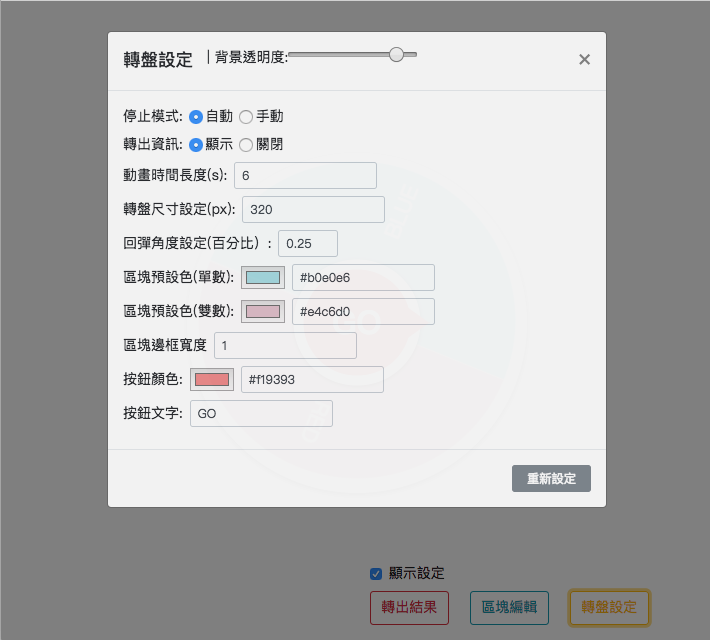 轉盤設定 | 背景透明度: ×
停止模式: 自動 手動
轉出資訊: 顯示 關閉
動畫時間長度(s): 6
轉盤尺寸設定(px): 320
回彈角度設定(百分比）: 0.25
區塊預設色(單數): #b0e0e6
區塊預設色(雙數): #e4c6d0
區塊邊框寬度 1
按鈕顏色: #f19393
按鈕文字: GO
GO
重新設定
顯示設定
轉出結果 區塊編輯 轉盤設定